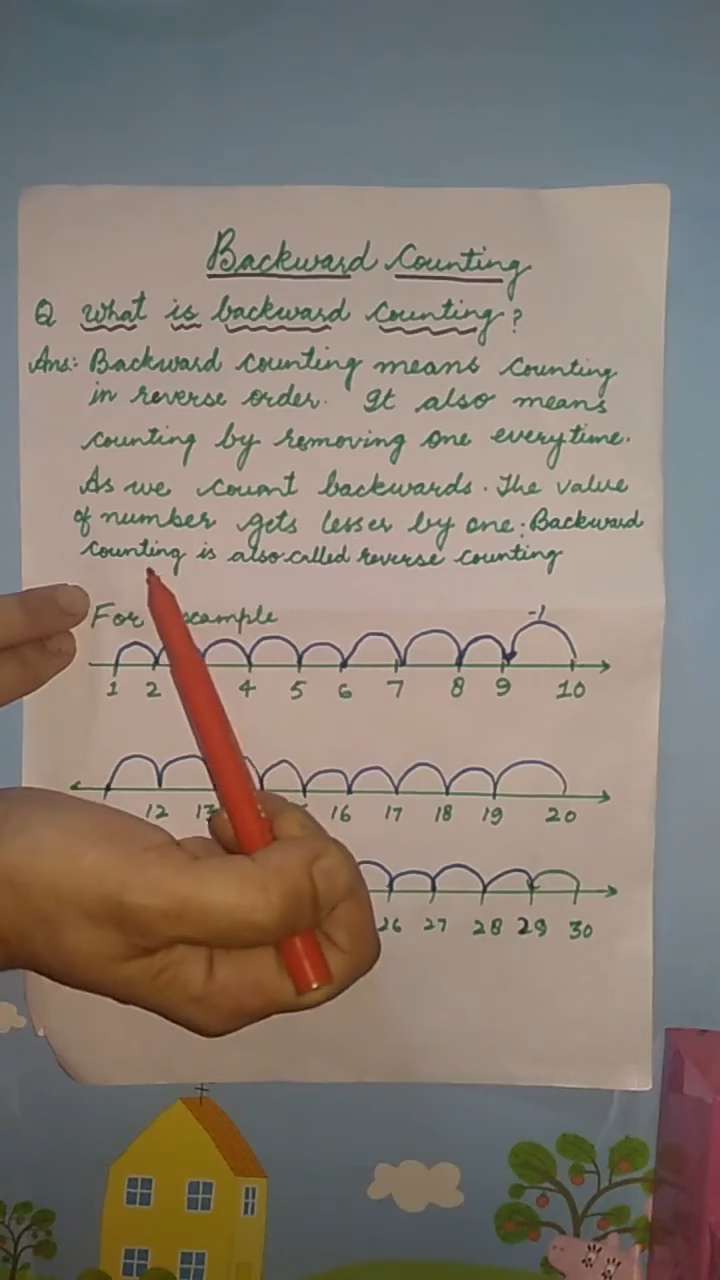 Backward Counting
Q What is backward counting?
Ans: Backward counting means counting
in reverse order. It also means
counting by removing one everytime.
As we count backwards. The value
of number gets lesser by one. Backward
counting is also called reverse counting
For
-1
1 2 4 5 6 7 8 9 10
12 16 17 18 19 20
26 27 28 29 30